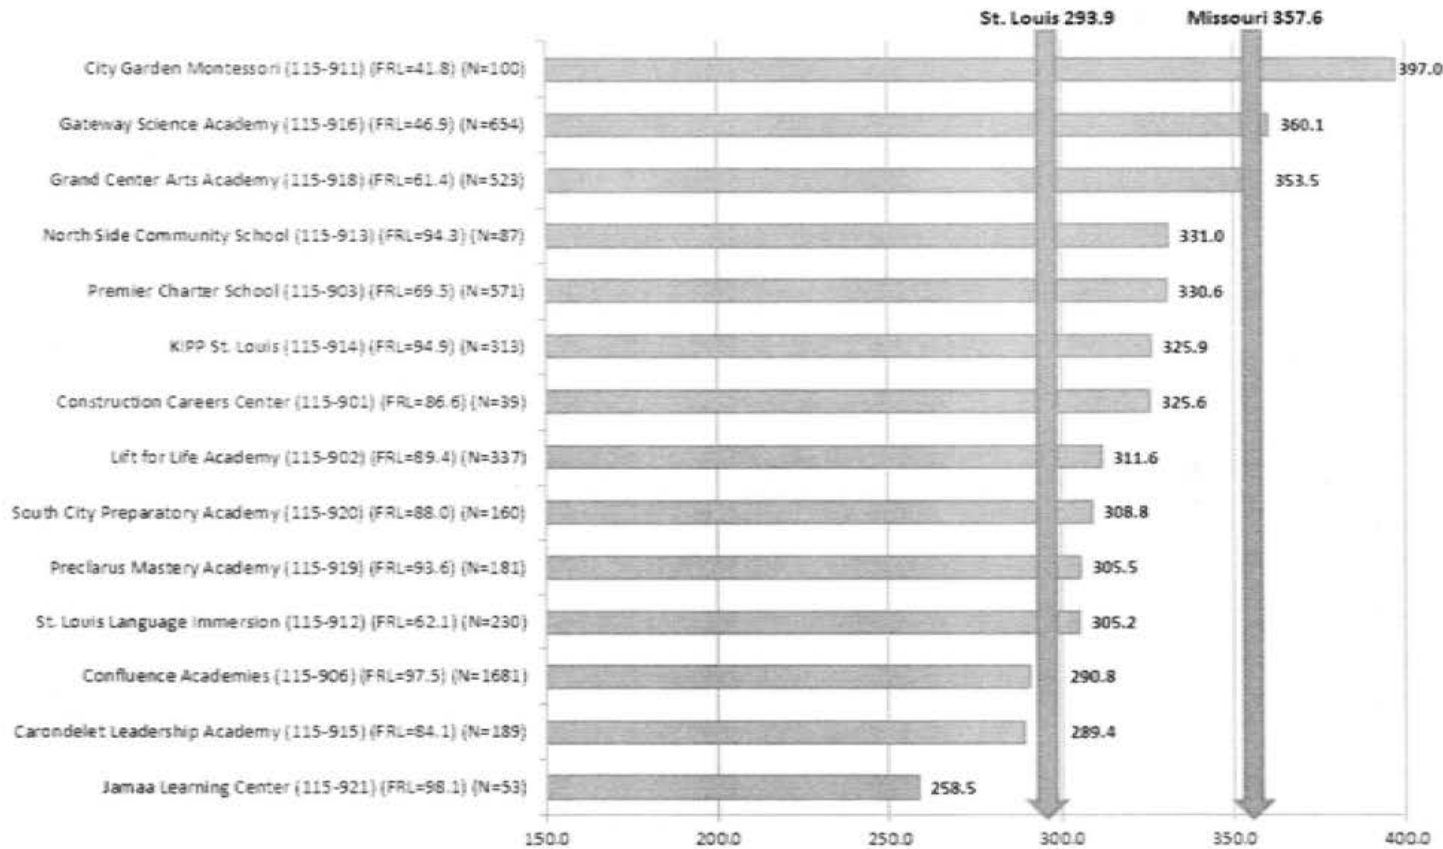 St. Louis 293.9 Missouri 357.6
City Garden Montessori (115-911) (FRL=41.8) (N=100) 397.0
Gateway Science Academy (115-916) (FRL=46.9) (N=654) 360.1
Grand Center Arts Academy (115-918) (FRL=61.4) (N=523) 353.5
North Side Community School (115-913) (FRL=94.3) (N=87) 331.0
Premier Charter School (115-903) (FRL=69.5) (N=571) 330.6
KIPP St. Louis (115-914) (FRL=94.9) (N=313) 325.9
Construction Careers Center (115-901) (FRL=86.6) (N=39) 325.6
Lift for Life Academy (115-902) (FRL=89.4) (N=337) 311.6
South City Preparatory Academy (115-920) (FRL=88.0) (N=160) 308.8
Preclarus Mastery Academy (115-919) (FRL=93.6) (N=181) 305.5
St. Louis Language Immersion (115-912) (FRL=62.1) (N=230) 305.2
Confluence Academies (115-906) (FRL=97.5) (N=1681) 290.8
Carondelet Leadership Academy (115-915) (FRL=84.1) (N=189) 289.4
Jamaa Learning Center (115-921) (FRL=98.1) (N=53) 258.5
150.0 200.0 250.0 300.0 350.0 400.0